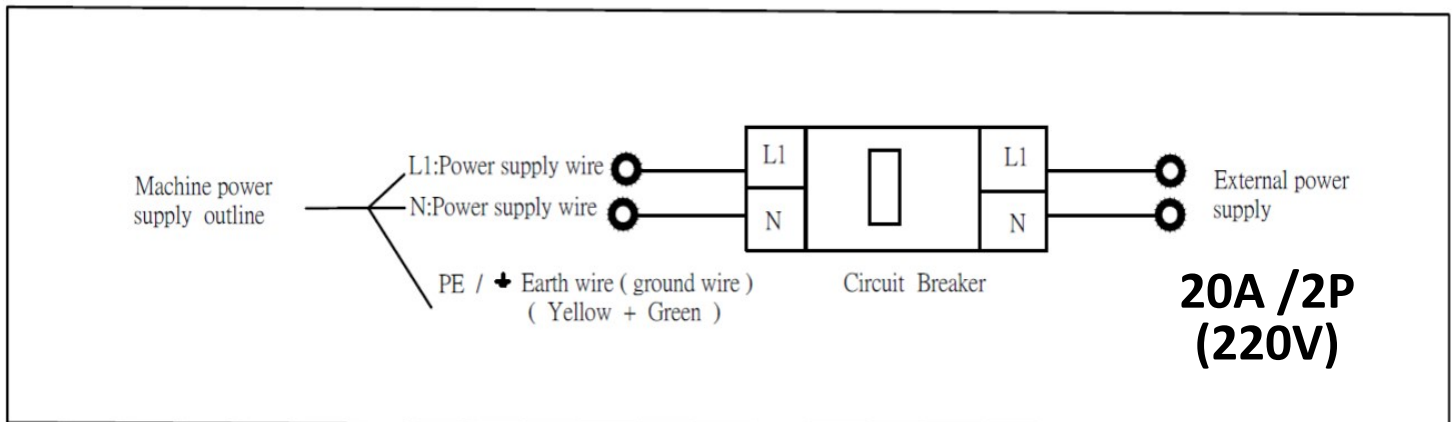 Machine power
supply outline
L1:Power supply wire
N:Power supply wire
PE / ⏚ Earth wire ( ground wire )
( Yellow + Green )
L1
N
L1
N
Circuit Breaker
External power
supply
20A /2P
(220V)